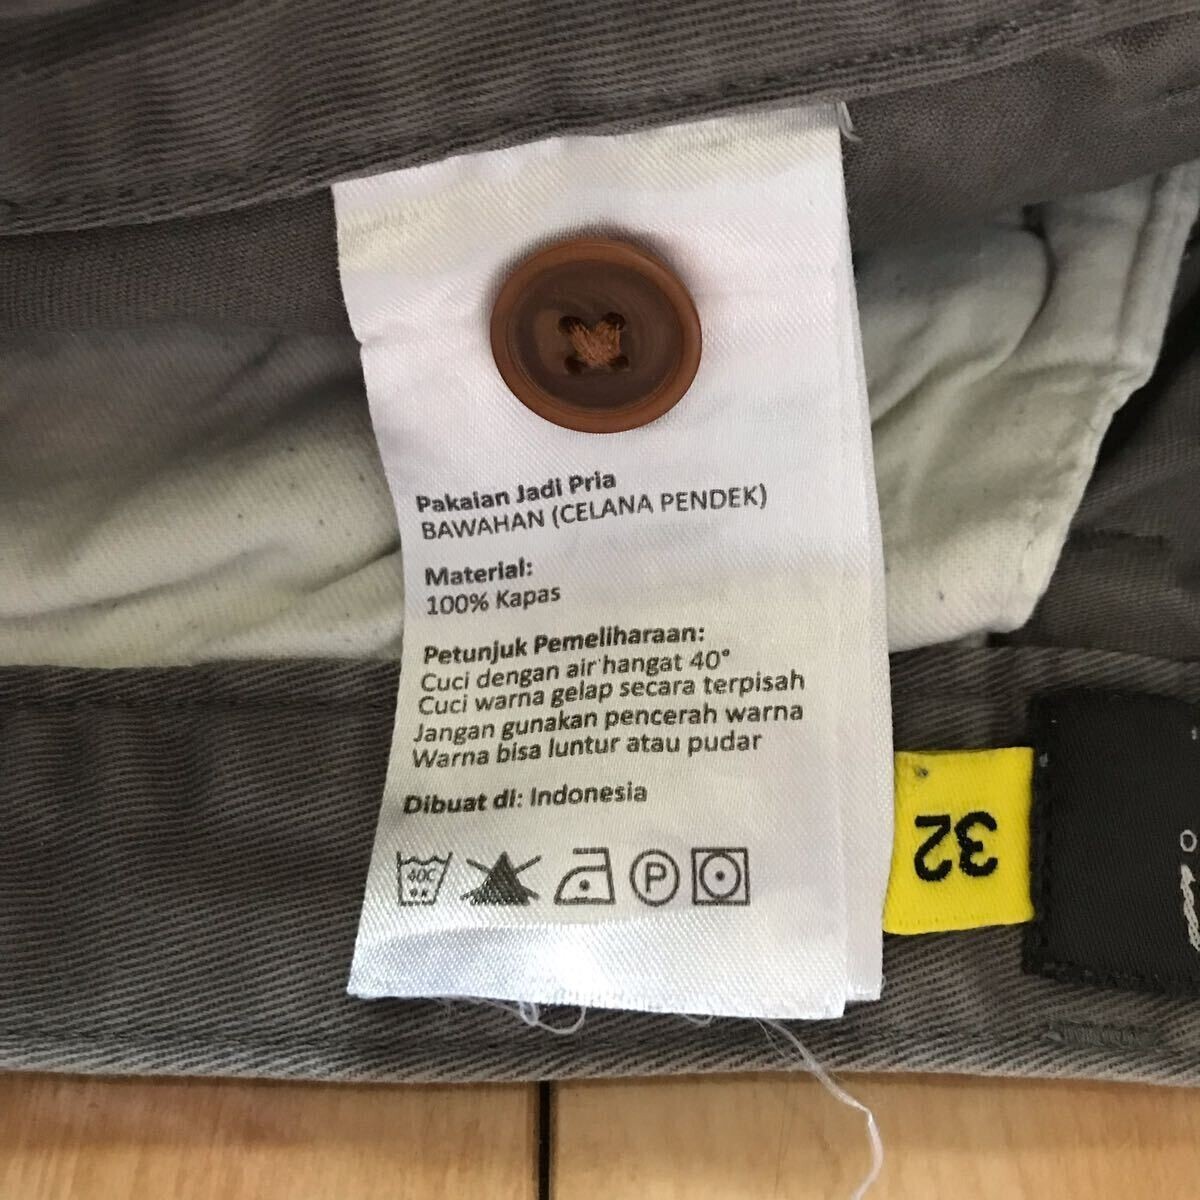 Pakaian Jadi Pria
BAWAHAN (CELANA PENDEK)
Material:
100% Kapas
Petunjuk Pemeliharaan:
Cuci dengan air hangat 40°
Cuci warna gelap secara terpisah
Jangan gunakan pencerah warna
Warna bisa luntur atau pudar
Dibuat di: Indonesia
40C
P
32